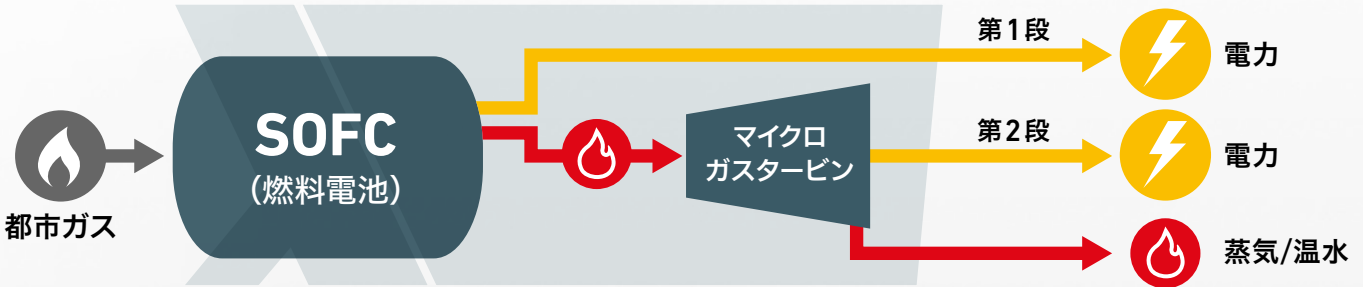 都市ガス
SOFC
(燃料電池)
マイクロ
ガスタービン
第1段
電力
第2段
電力
蒸気/温水